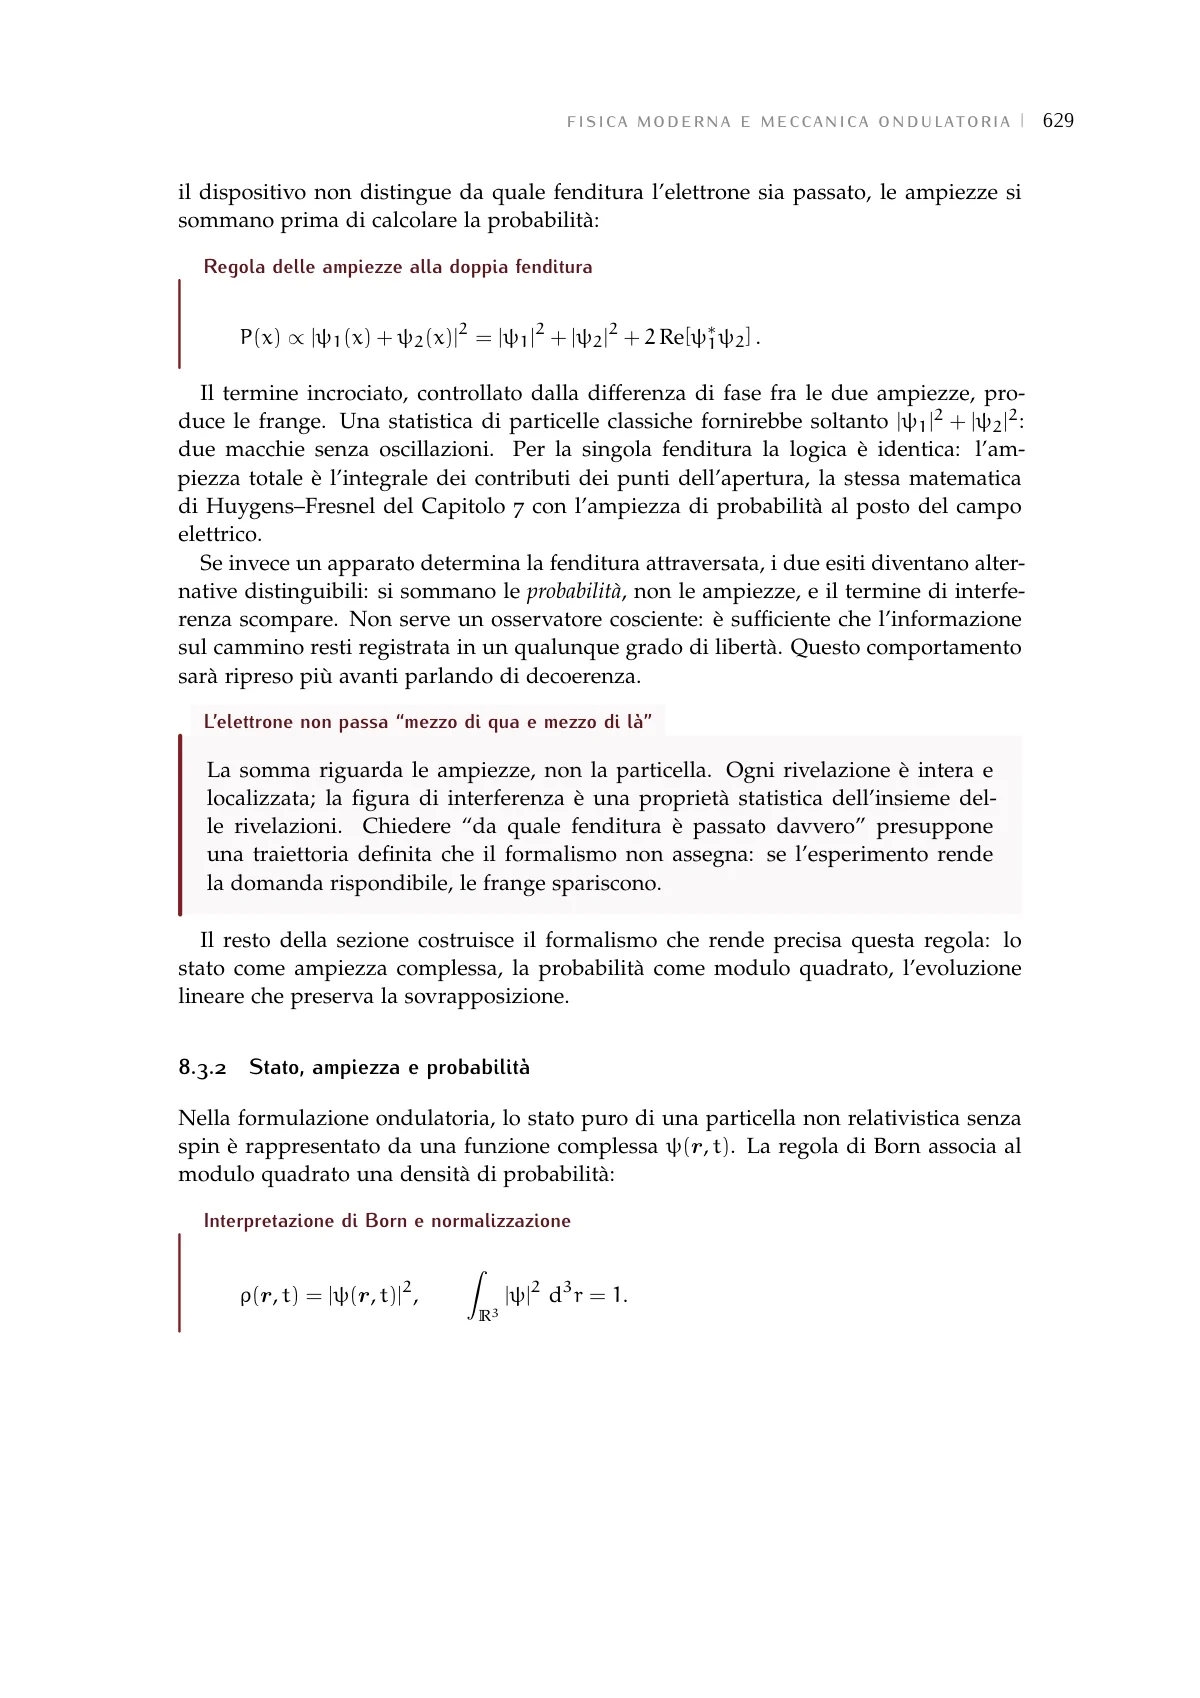 FISICA MODERNA E MECCANICA ONDULATORIA | 629
il dispositivo non distingue da quale fenditura l'elettrone sia passato, le ampiezze si
sommano prima di calcolare la probabilità:
Regola delle ampiezze alla doppia fenditura
P(x) ∝ |ψ₁(x) + ψ₂(x)|² = |ψ₁|² + |ψ₂|² + 2 Re[ψ₁*ψ₂] .
Il termine incrociato, controllato dalla differenza di fase fra le due ampiezze, pro-
duce le frange. Una statistica di particelle classiche fornirebbe soltanto |ψ₁|² + |ψ₂|²:
due macchie senza oscillazioni. Per la singola fenditura la logica è identica: l'am-
piezza totale è l'integrale dei contributi dei punti dell'apertura, la stessa matematica
di Huygens–Fresnel del Capitolo 7 con l'ampiezza di probabilità al posto del campo
elettrico.
Se invece un apparato determina la fenditura attraversata, i due esiti diventano alter-
native distinguibili: si sommano le probabilità, non le ampiezze, e il termine di interfe-
renza scompare. Non serve un osservatore cosciente: è sufficiente che l'informazione
sul cammino resti registrata in un qualunque grado di libertà. Questo comportamento
sarà ripreso più avanti parlando di decoerenza.
L'elettrone non passa “mezzo di qua e mezzo di là”
La somma riguarda le ampiezze, non la particella. Ogni rivelazione è intera e
localizzata; la figura di interferenza è una proprietà statistica dell'insieme del-
le rivelazioni. Chiedere “da quale fenditura è passato davvero” presuppone
una traiettoria definita che il formalismo non assegna: se l'esperimento rende
la domanda rispondibile, le frange spariscono.
Il resto della sezione costruisce il formalismo che rende precisa questa regola: lo
stato come ampiezza complessa, la probabilità come modulo quadrato, l'evoluzione
lineare che preserva la sovrapposizione.
8.3.2 Stato, ampiezza e probabilità
Nella formulazione ondulatoria, lo stato puro di una particella non relativistica senza
spin è rappresentato da una funzione complessa ψ(r, t). La regola di Born associa al
modulo quadrato una densità di probabilità:
Interpretazione di Born e normalizzazione
ρ(r, t) = |ψ(r, t)|², ∫_ℝ³ |ψ|² d³r = 1.